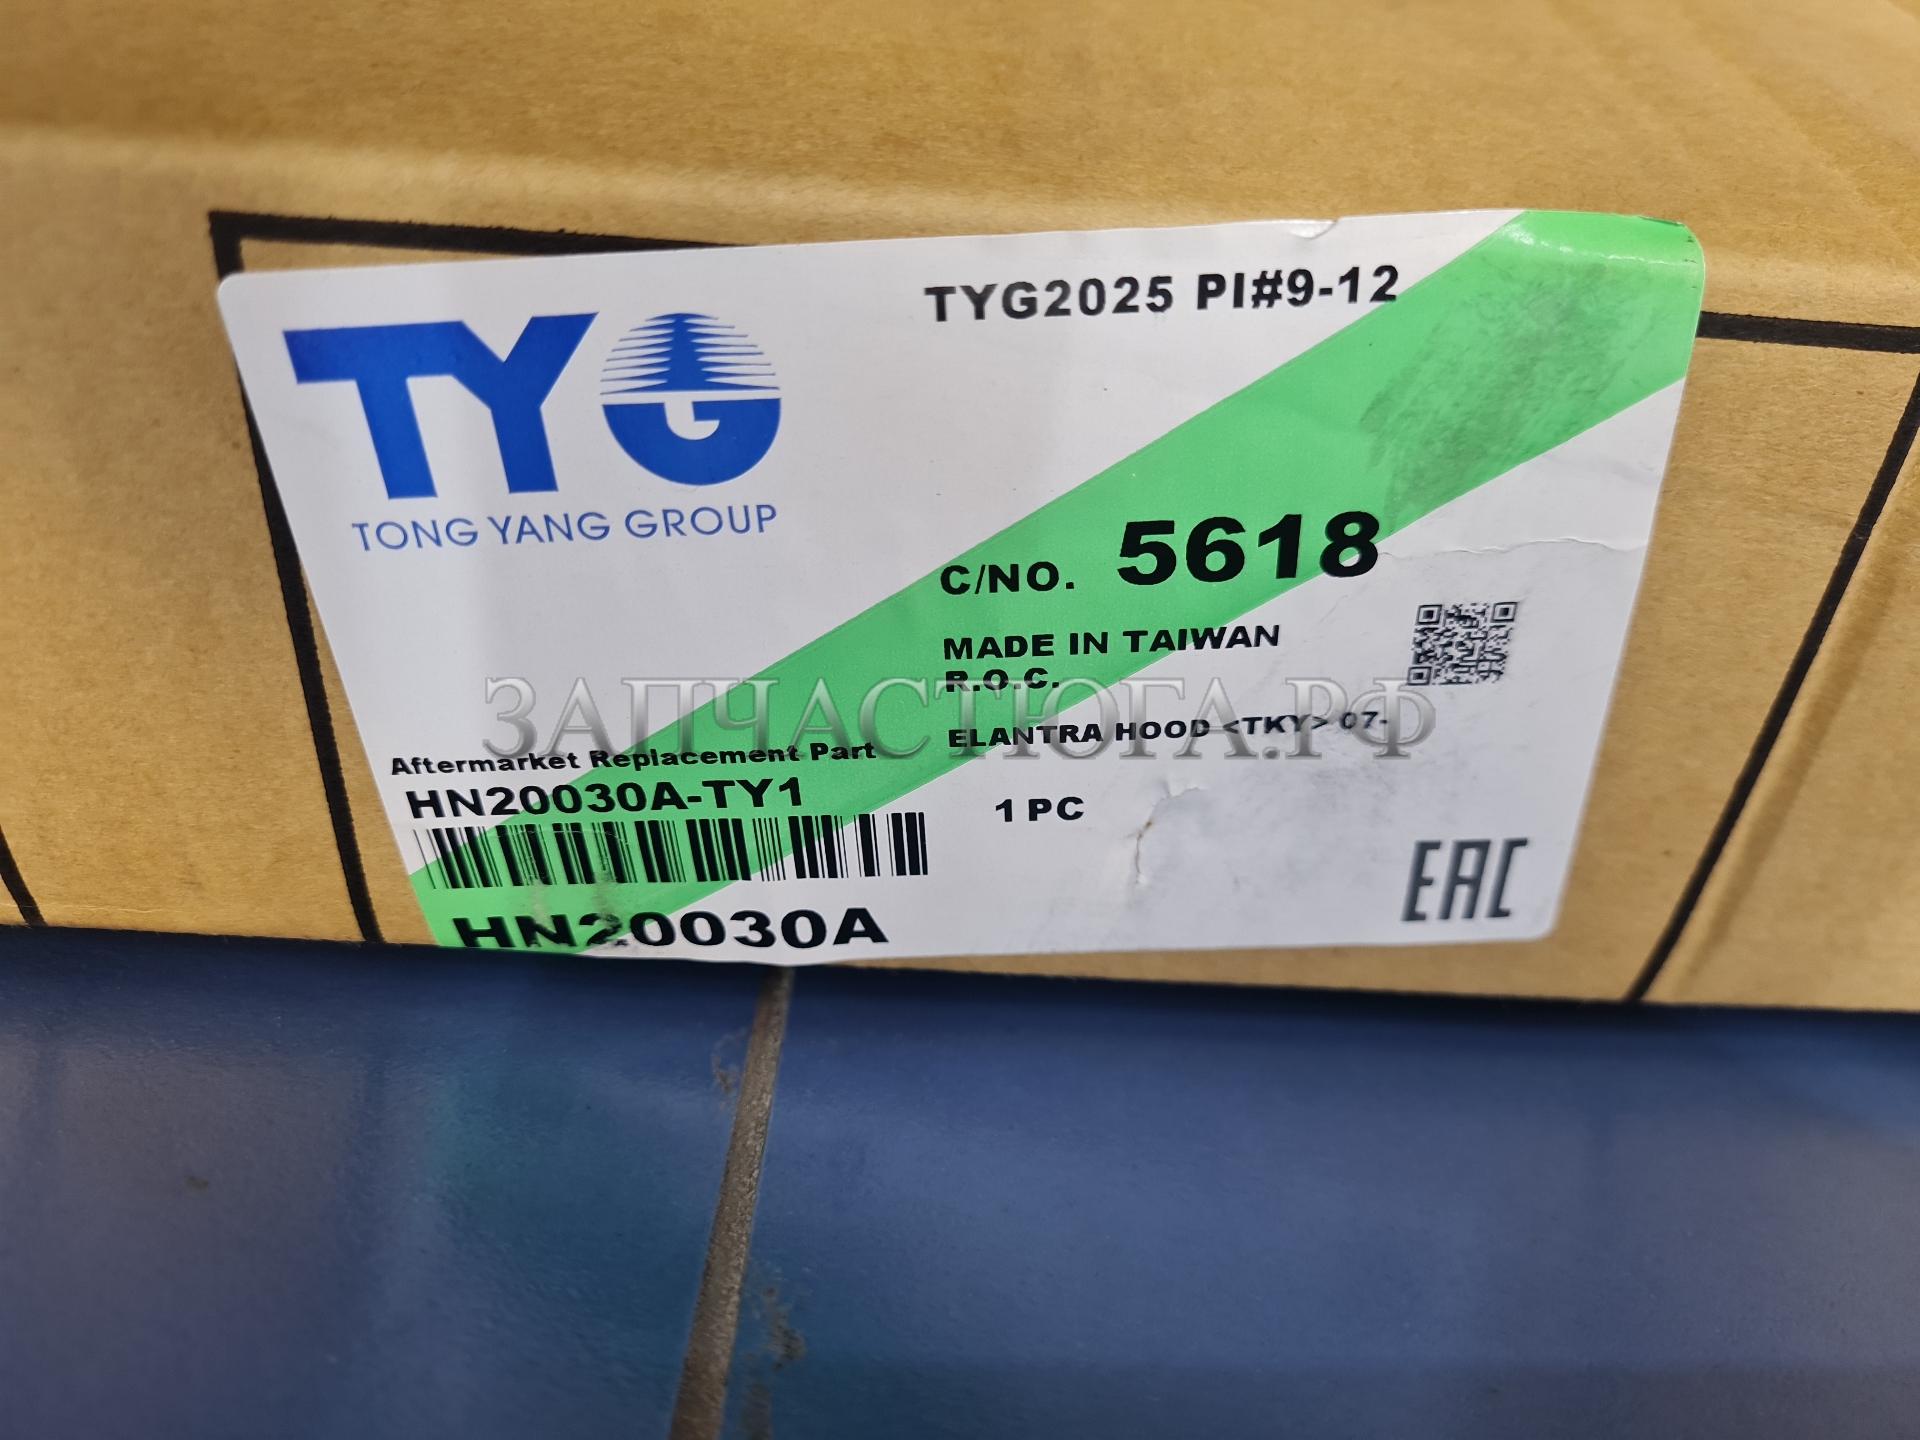 TYG
TONG YANG GROUP
TYG2025 PI#9-12
C/NO. 5618
MADE IN TAIWAN
R.O.C.
ЗАПЧАСТЮГА.РФ
ELANTRA HOOD <TKY> 07-
Aftermarket Replacement Part
HN20030A-TY1
1 PC
HN20030A
EAC